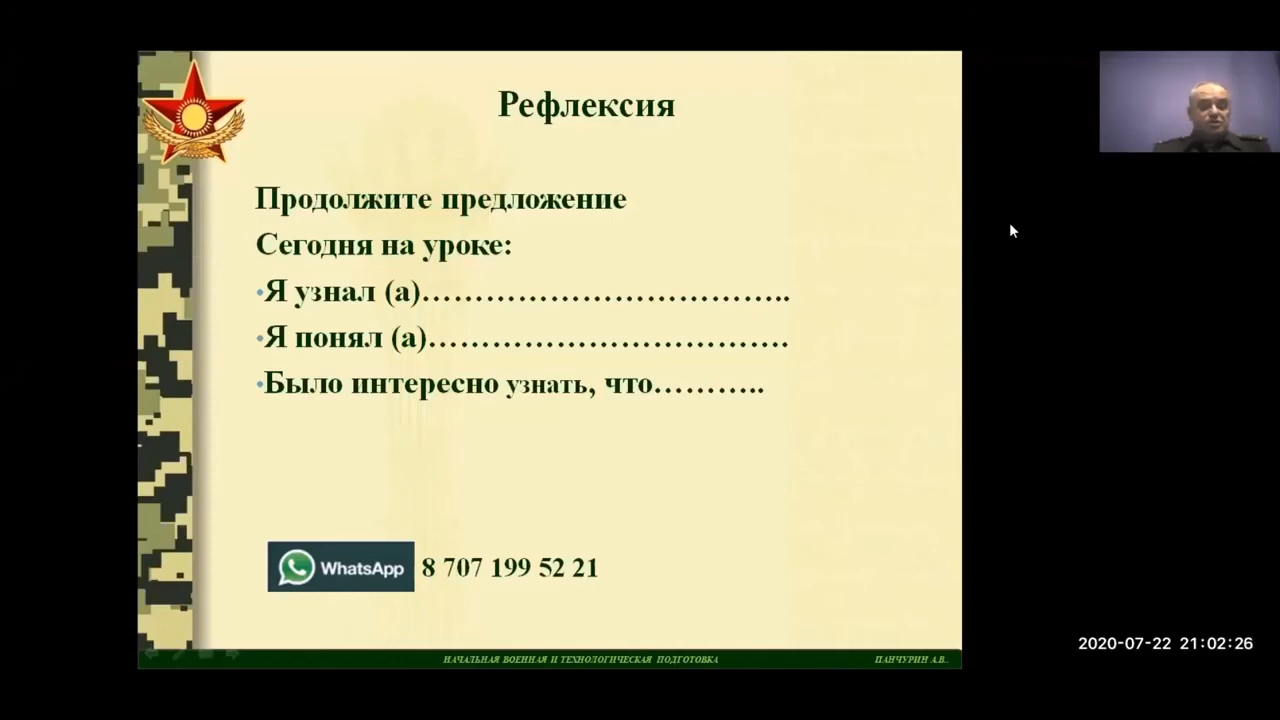 Рефлексия
Продолжите предложение
Сегодня на уроке:
•Я узнал (а)……………………………..
•Я понял (а)…………………………….
•Было интересно узнать, что………..
WhatsApp 8 707 199 52 21
НАЧАЛЬНАЯ ВОЕННАЯ И ТЕХНОЛОГИЧЕСКАЯ ПОДГОТОВКА
ПАНЧУРИН А.В..
2020-07-22 21:02:26